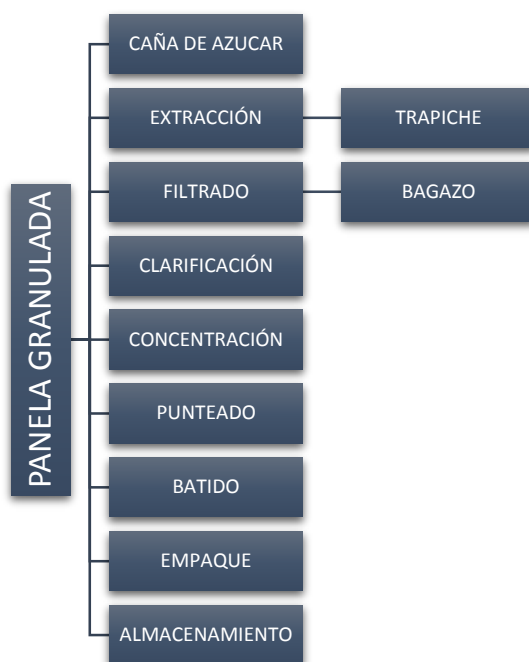 PANELA GRANULADA
CAÑA DE AZUCAR
EXTRACCIÓN
TRAPICHE
FILTRADO
BAGAZO
CLARIFICACIÓN
CONCENTRACIÓN
PUNTEADO
BATIDO
EMPAQUE
ALMACENAMIENTO